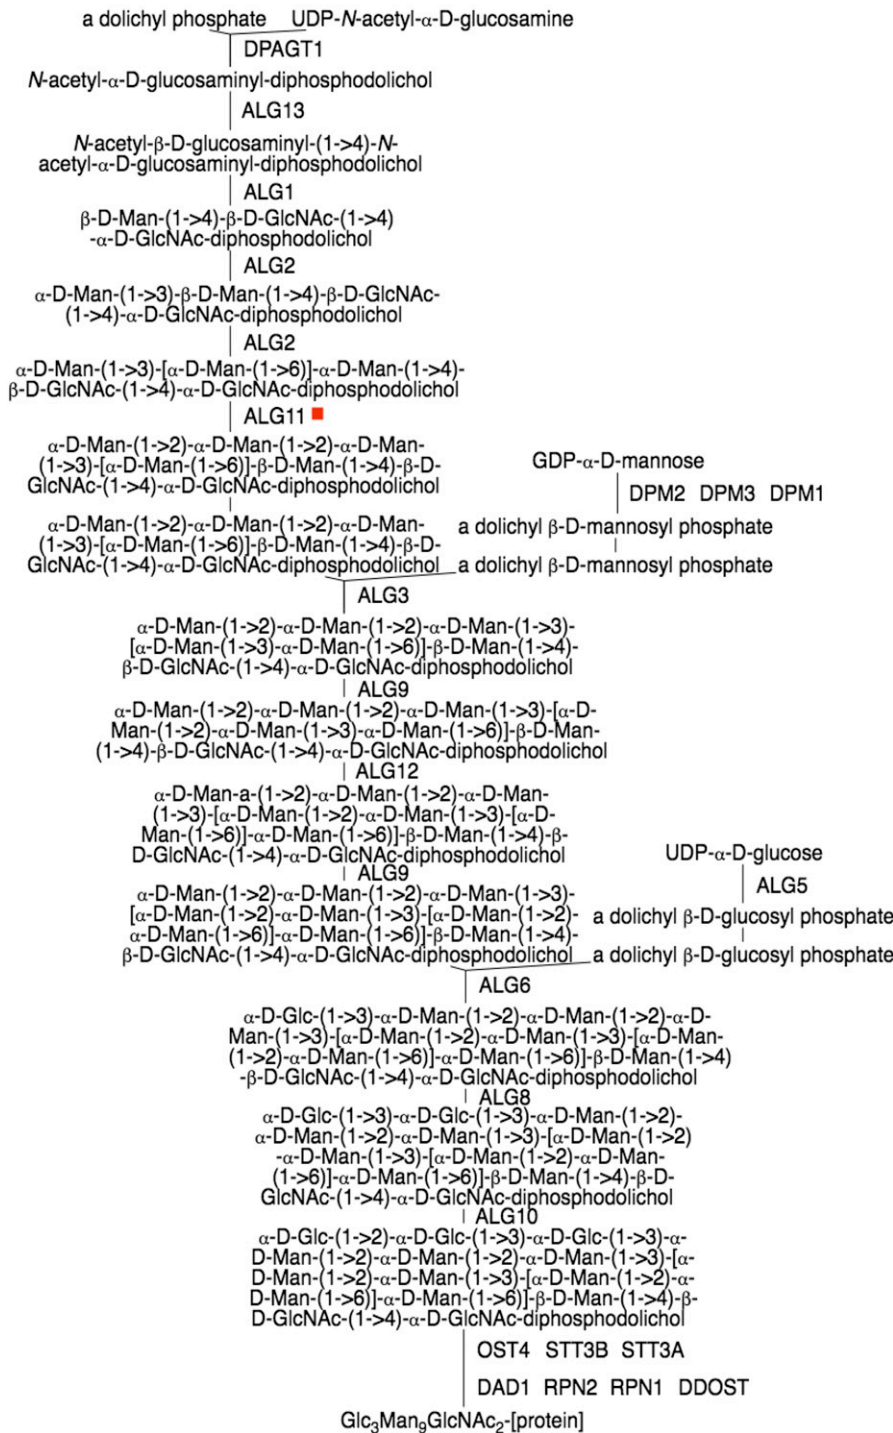 a dolichyl phosphate UDP-N-acetyl-α-D-glucosamine
DPAGT1
N-acetyl-α-D-glucosaminyl-diphosphodolichol
ALG13
N-acetyl-β-D-glucosaminyl-(1->4)-N-
acetyl-α-D-glucosaminyl-diphosphodolichol
ALG1
β-D-Man-(1->4)-β-D-GlcNAc-(1->4)
-α-D-GlcNAc-diphosphodolichol
ALG2
α-D-Man-(1->3)-β-D-Man-(1->4)-β-D-GlcNAc-
(1->4)-α-D-GlcNAc-diphosphodolichol
ALG2
α-D-Man-(1->3)-[α-D-Man-(1->6)]-α-D-Man-(1->4)-
β-D-GlcNAc-(1->4)-α-D-GlcNAc-diphosphodolichol
ALG11
α-D-Man-(1->2)-α-D-Man-(1->2)-α-D-Man-
(1->3)-[α-D-Man-(1->6)]-β-D-Man-(1->4)-β-D-
GlcNAc-(1->4)-α-D-GlcNAc-diphosphodolichol
GDP-α-D-mannose
DPM2 DPM3 DPM1
a dolichyl β-D-mannosyl phosphate
α-D-Man-(1->2)-α-D-Man-(1->2)-α-D-Man-
(1->3)-[α-D-Man-(1->6)]-β-D-Man-(1->4)-β-D-
GlcNAc-(1->4)-α-D-GlcNAc-diphosphodolichol
a dolichyl β-D-mannosyl phosphate
ALG3
α-D-Man-(1->2)-α-D-Man-(1->2)-α-D-Man-(1->3)-
[α-D-Man-(1->3)-α-D-Man-(1->6)]-β-D-Man-(1->4)-
β-D-GlcNAc-(1->4)-α-D-GlcNAc-diphosphodolichol
ALG9
α-D-Man-(1->2)-α-D-Man-(1->2)-α-D-Man-(1->3)-[α-D-
Man-(1->2)-α-D-Man-(1->3)-α-D-Man-(1->6)]-β-D-Man-
(1->4)-β-D-GlcNAc-(1->4)-α-D-GlcNAc-diphosphodolichol
ALG12
α-D-Man-a-(1->2)-α-D-Man-(1->2)-α-D-Man-
(1->3)-[α-D-Man-(1->2)-α-D-Man-(1->3)-[α-D-
Man-(1->6)]-α-D-Man-(1->6)]-β-D-Man-(1->4)-β-
D-GlcNAc-(1->4)-α-D-GlcNAc-diphosphodolichol
UDP-α-D-glucose
ALG5
a dolichyl β-D-glucosyl phosphate
ALG9
α-D-Man-(1->2)-α-D-Man-(1->2)-α-D-Man-(1->3)-
[α-D-Man-(1->2)-α-D-Man-(1->3)-[α-D-Man-(1->2)-
α-D-Man-(1->6)]-α-D-Man-(1->6)]-β-D-Man-(1->4)-
β-D-GlcNAc-(1->4)-α-D-GlcNAc-diphosphodolichol
a dolichyl β-D-glucosyl phosphate
ALG6
α-D-Glc-(1->3)-α-D-Man-(1->2)-α-D-Man-(1->2)-α-D-
Man-(1->3)-[α-D-Man-(1->2)-α-D-Man-(1->3)-[α-D-Man-
(1->2)-α-D-Man-(1->6)]-α-D-Man-(1->6)]-β-D-Man-(1->4)
-β-D-GlcNAc-(1->4)-α-D-GlcNAc-diphosphodolichol
ALG8
α-D-Glc-(1->3)-α-D-Glc-(1->3)-α-D-Man-(1->2)-
α-D-Man-(1->2)-α-D-Man-(1->3)-[α-D-Man-(1->2)
-α-D-Man-(1->3)-[α-D-Man-(1->2)-α-D-Man-
(1->6)]-α-D-Man-(1->6)]-β-D-Man-(1->4)-β-D-
GlcNAc-(1->4)-α-D-GlcNAc-diphosphodolichol
ALG10
α-D-Glc-(1->2)-α-D-Glc-(1->3)-α-D-Glc-(1->3)-α-
D-Man-(1->2)-α-D-Man-(1->2)-α-D-Man-(1->3)-[α-
D-Man-(1->2)-α-D-Man-(1->3)-[α-D-Man-(1->2)-α-
D-Man-(1->6)]-α-D-Man-(1->6)]-β-D-Man-(1->4)-β-
D-GlcNAc-(1->4)-α-D-GlcNAc-diphosphodolichol
OST4 STT3B STT3A
DAD1 RPN2 RPN1 DDOST
Glc₃Man₉GlcNAc₂-[protein]